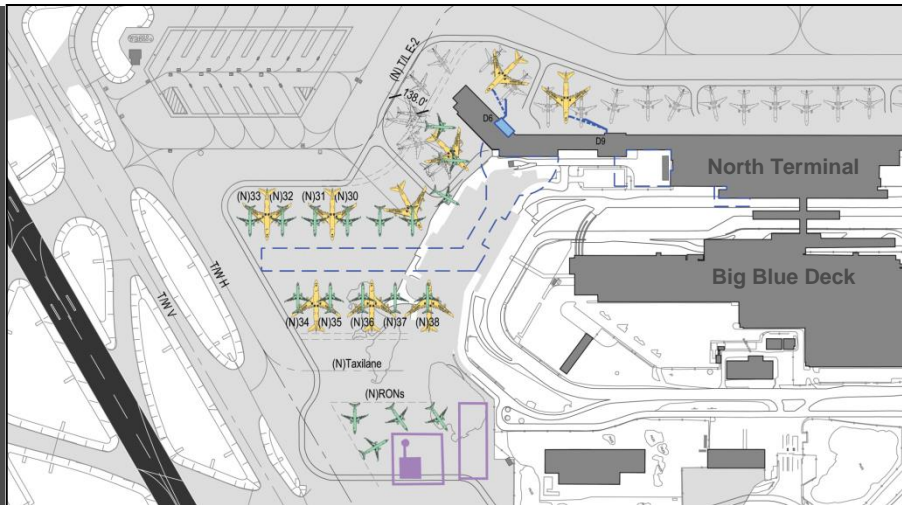 (N) T/L E-2
138.0'
D6
D9
North Terminal
(N)33 (N)32 (N)31 (N)30
Big Blue Deck
T/W H
T/W V
(N)34 (N)35 (N)36 (N)37 (N)38
(N)Taxilane
(N)RONs